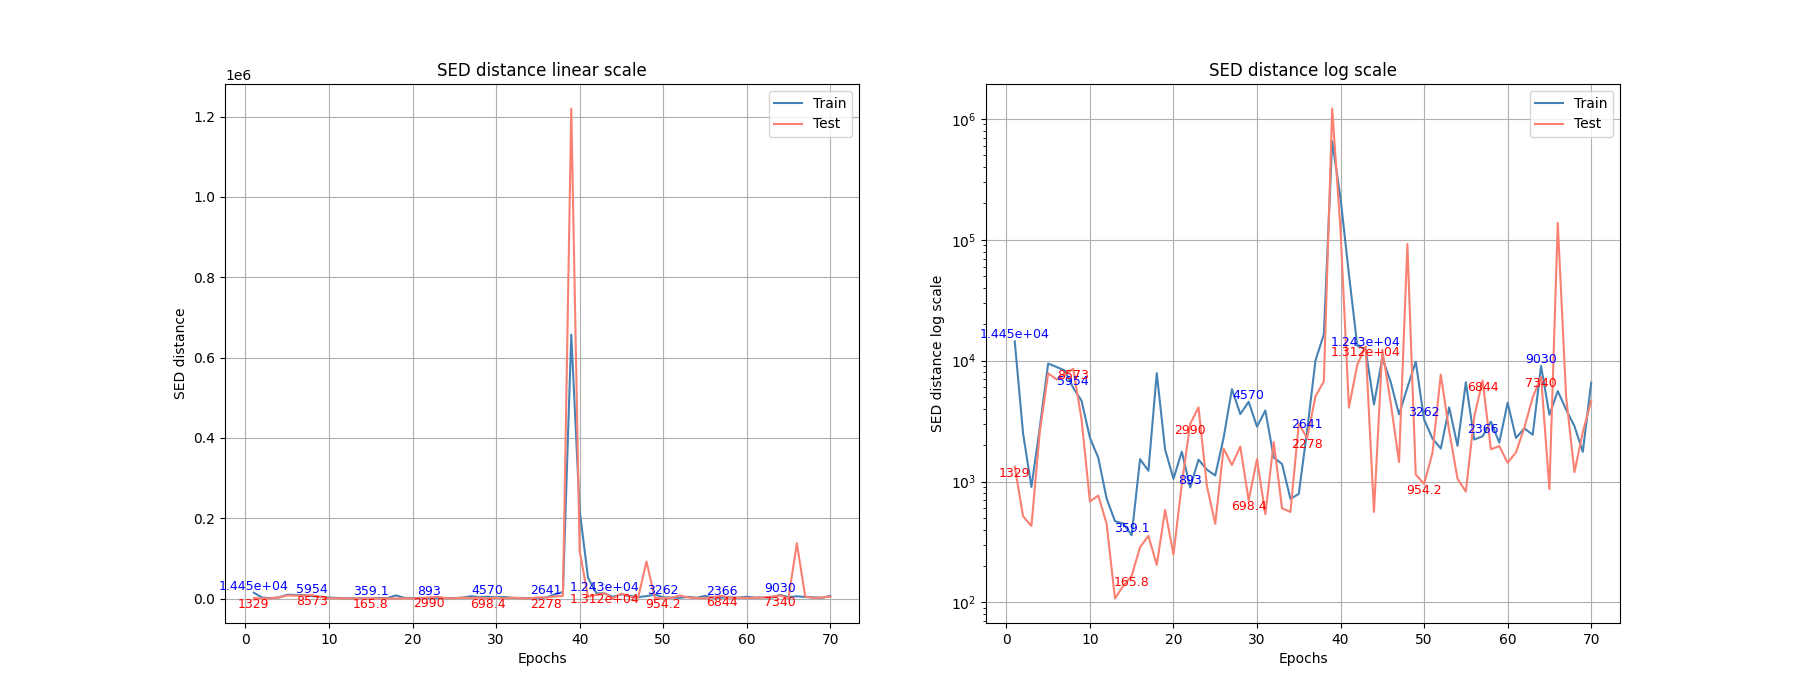 SED distance linear scale
1e6
SED distance
1.2
1.0
0.8
0.6
0.4
0.2
0.0
Train
Test
1.445e+04
5954
359.1
893
4570
2641
1.243e+04
3262
2366
9030
1329
8573
165.8
2990
698.4
2278
1.312e+04
954.2
6844
7340
0 10 20 30 40 50 60 70
Epochs
SED distance log scale
SED distance log scale
10^6
10^5
10^4
10^3
10^2
Train
Test
1.445e+04
5954
359.1
893
4570
2641
1.243e+04
3262
2366
9030
1329
8573
165.8
2990
698.4
2278
1.312e+04
954.2
6844
7340
0 10 20 30 40 50 60 70
Epochs